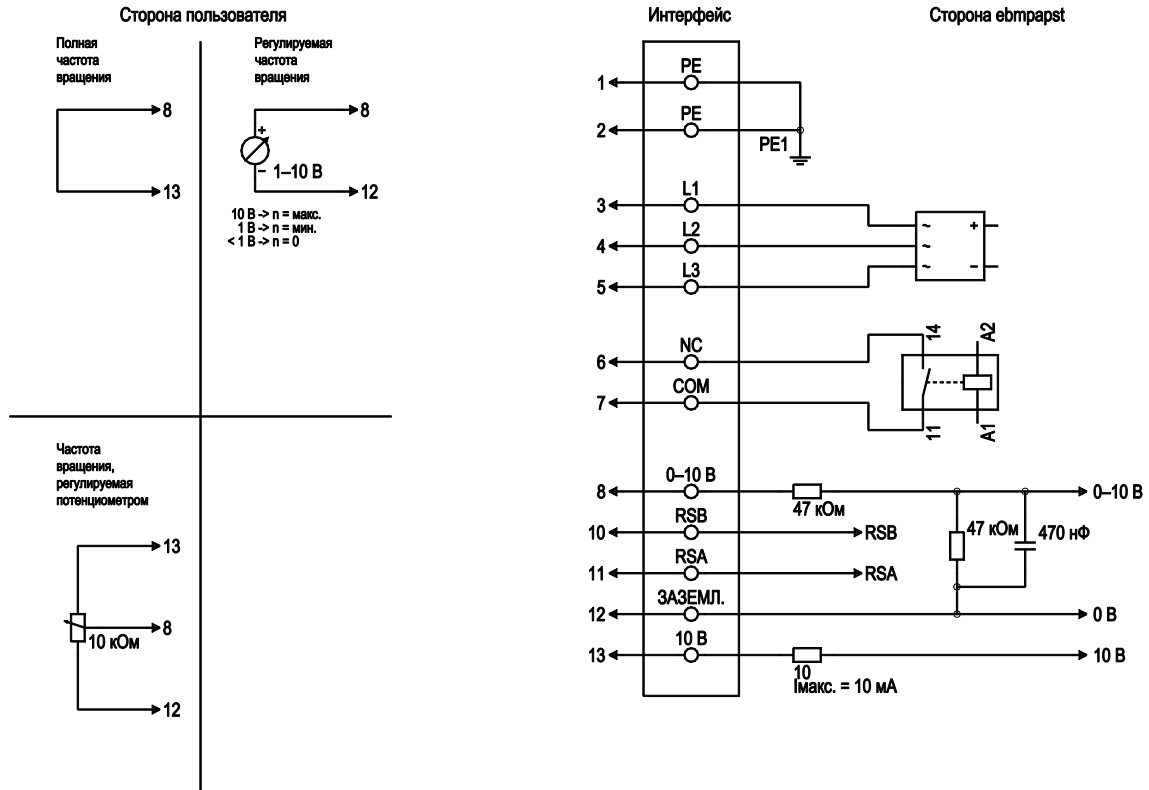 Сторона пользователя
Интерфейс
Сторона ebmpapst
Полная
частота
вращения
8
13
Регулируемая
частота
вращения
8
+
–
1–10 В
12
10 В -> n = макс.
1 В -> n = мин.
< 1 В -> n = 0
Частота
вращения,
регулируемая
потенциометром
13
8
10 кОм
12
1
PE
2
PE
PE1
3
L1
4
L2
5
L3
~
+
~
~
–
6
NC
14
A2
7
COM
11
A1
8
0–10 В
47 кОм
0–10 В
10
RSB
RSB
47 кОм
470 нФ
11
RSA
RSA
12
ЗАЗЕМЛ.
0 В
13
10 В
10
10 В
Iмакс. = 10 мА